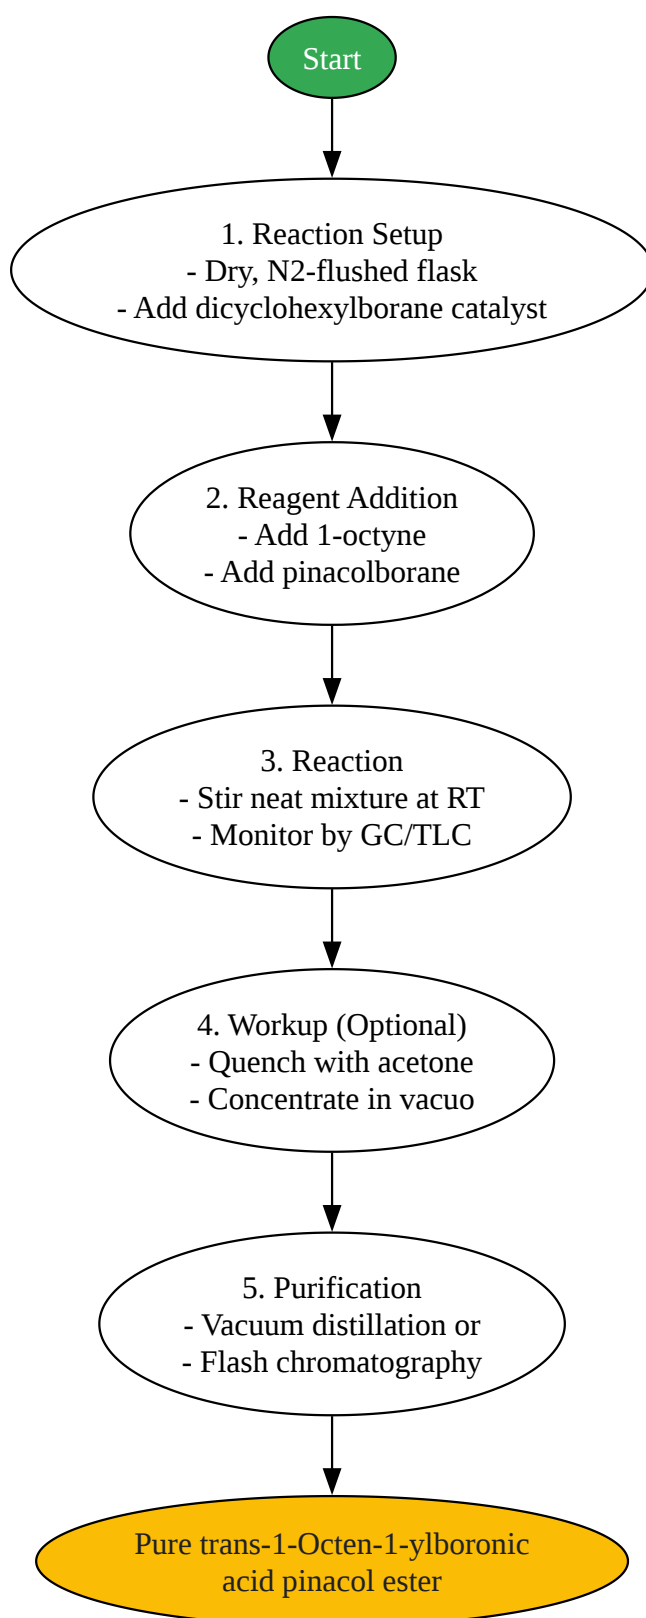 Start
1. Reaction Setup
- Dry, N2-flushed flask
- Add dicyclohexylborane catalyst
2. Reagent Addition
- Add 1-octyne
- Add pinacolborane
3. Reaction
- Stir neat mixture at RT
- Monitor by GC/TLC
4. Workup (Optional)
- Quench with acetone
- Concentrate in vacuo
5. Purification
- Vacuum distillation or
- Flash chromatography
Pure trans-1-Octen-1-ylboronic
acid pinacol ester